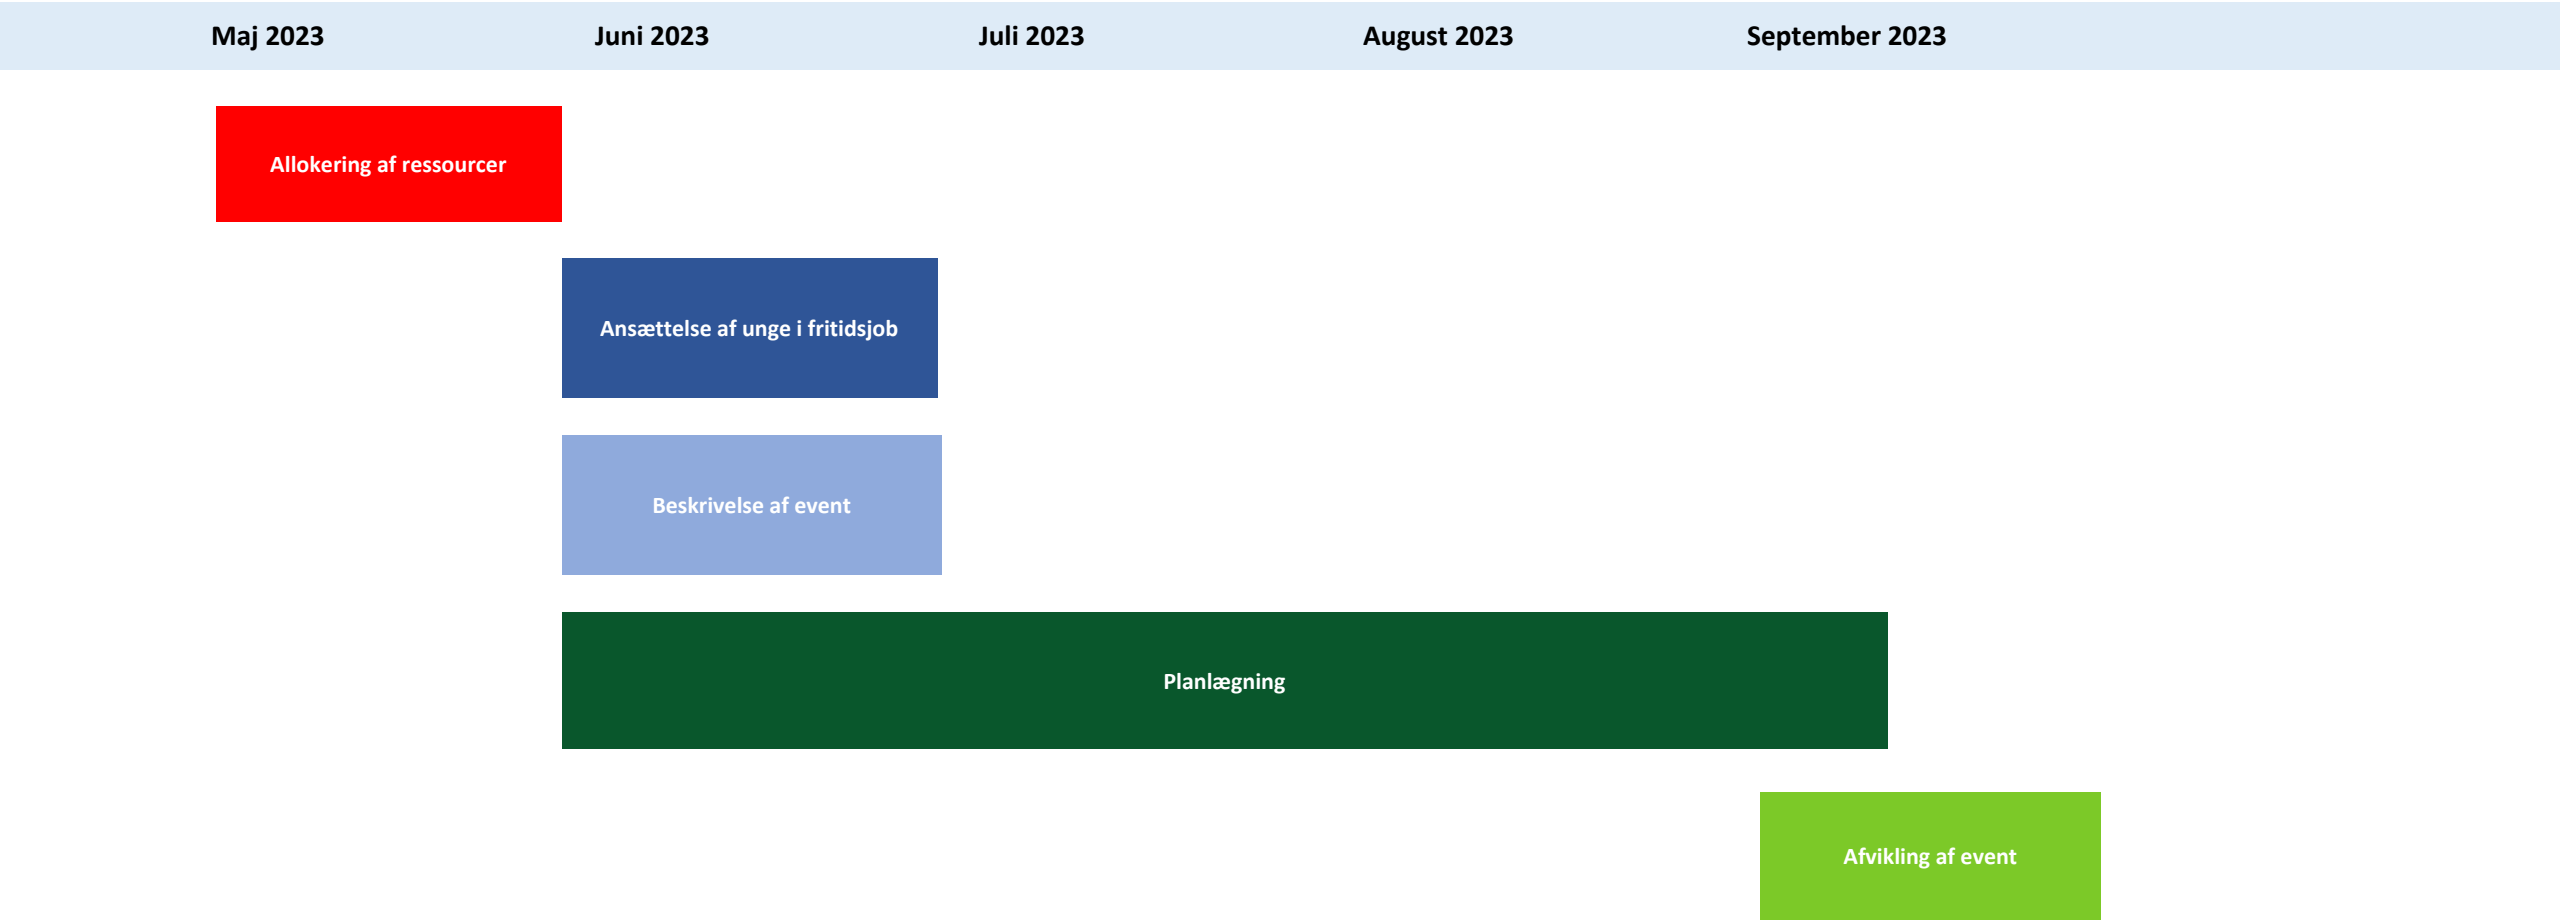 Maj 2023 Juni 2023 Juli 2023 August 2023 September 2023
Allokering af ressourcer
Ansættelse af unge i fritidsjob
Beskrivelse af event
Planlægning
Afvikling af event